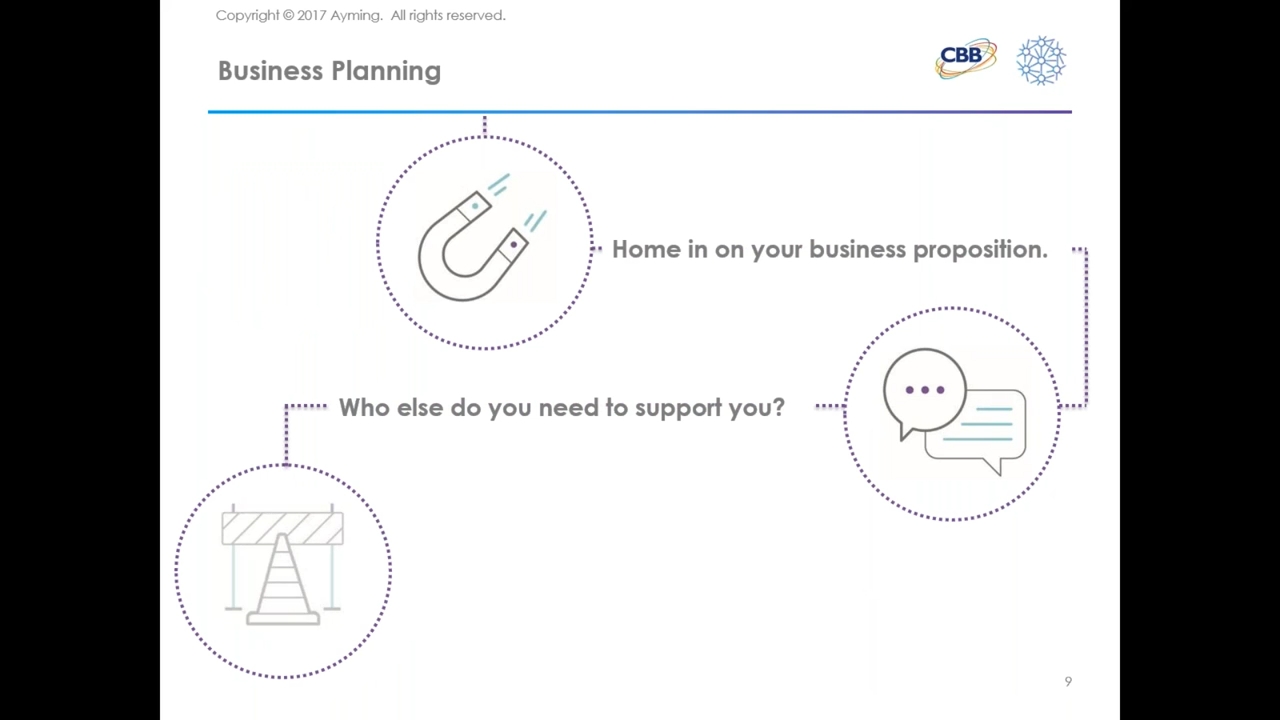 Copyright © 2017 Ayming. All rights reserved.
Business Planning
CBB
Home in on your business proposition.
Who else do you need to support you?
9